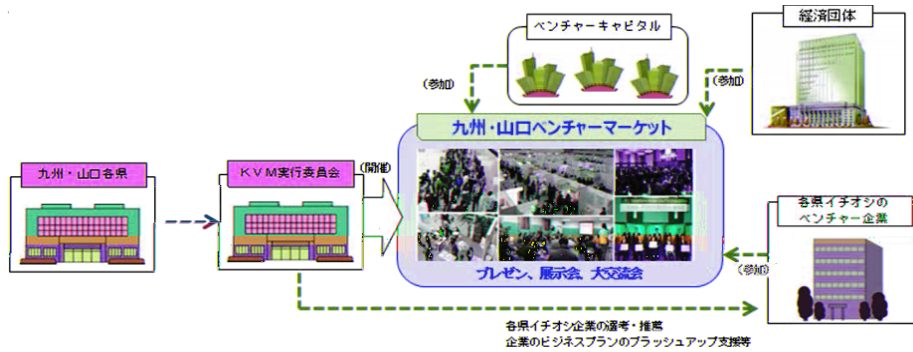 ベンチャーキャピタル
経済団体
(参加)
(参加)
九州・山口ベンチャーマーケット
九州・山口各県
KVM実行委員会
(開催)
各県イチオシの
ベンチャー企業
(参加)
プレゼン、展示会、大交流会
各県イチオシ企業の選考・推薦
企業のビジネスプランのブラッシュアップ支援等